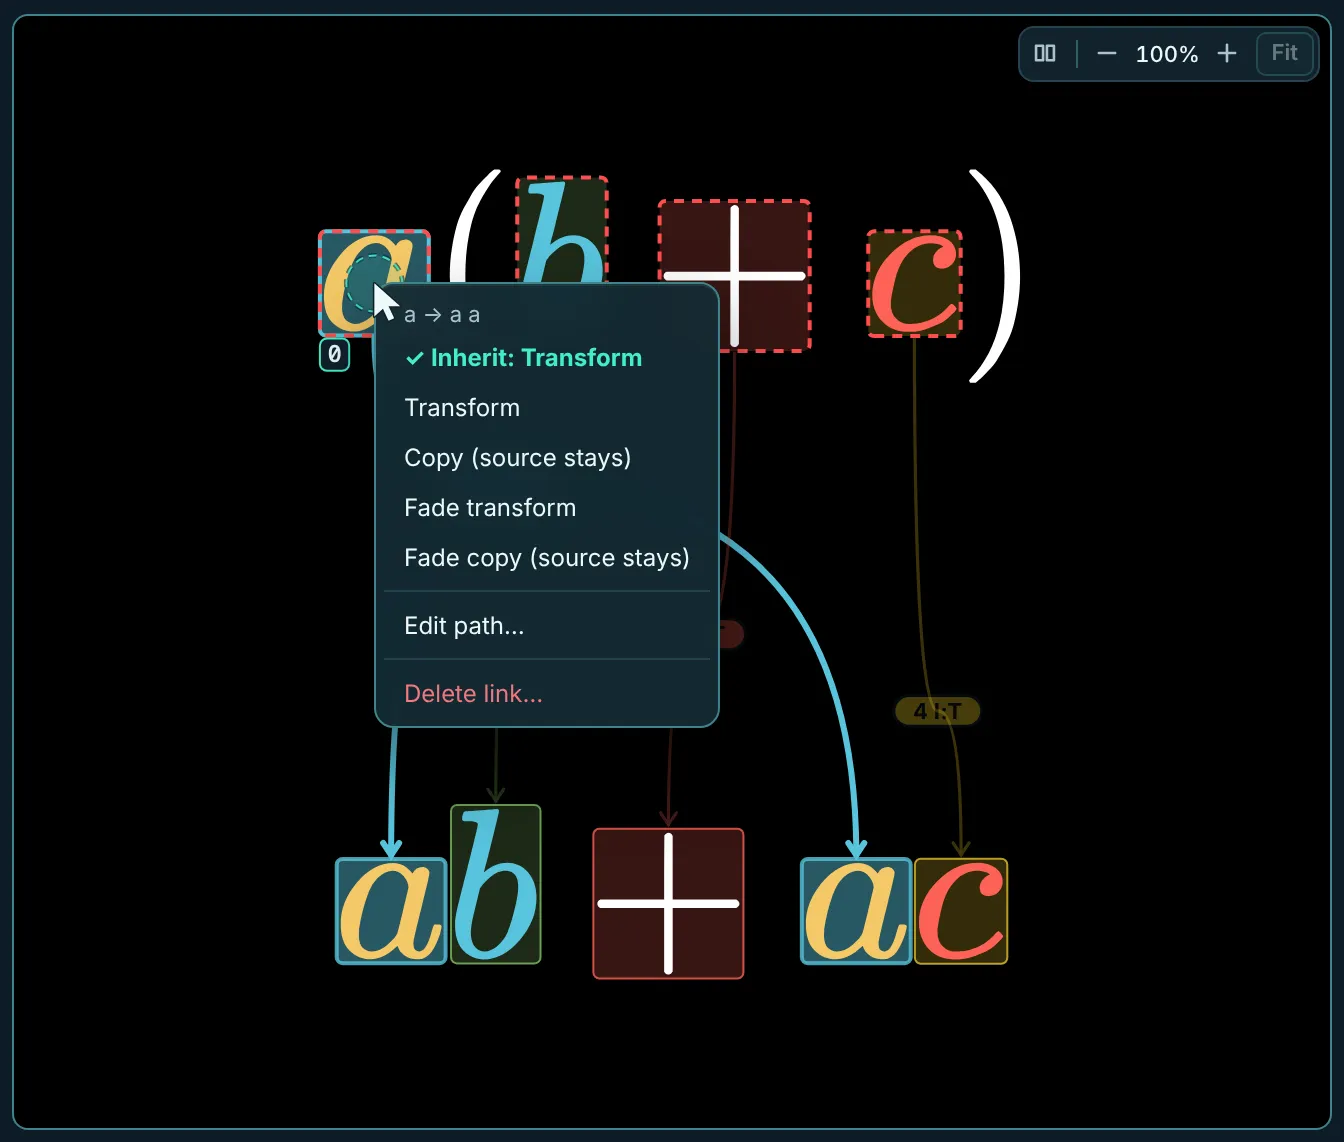 100% Fit
a ( b + c )
0
a → a a
✓ Inherit: Transform
Transform
Copy (source stays)
Fade transform
Fade copy (source stays)
Edit path...
Delete link...
4 I:T
ab + ac